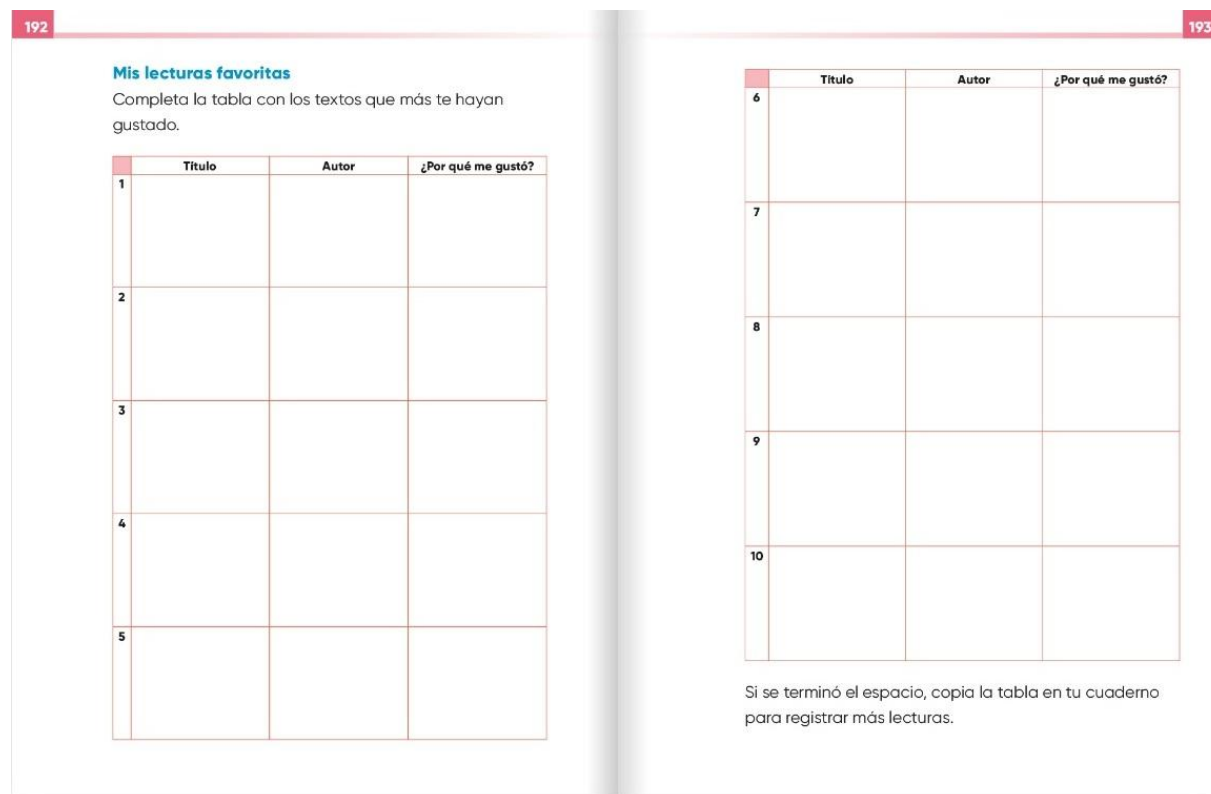 192
Mis lecturas favoritas
Completa la tabla con los textos que más te hayan
gustado.
Título Autor ¿Por qué me gustó?
1
2
3
4
5
193
Título Autor ¿Por qué me gustó?
6
7
8
9
10
Si se terminó el espacio, copia la tabla en tu cuaderno
para registrar más lecturas.